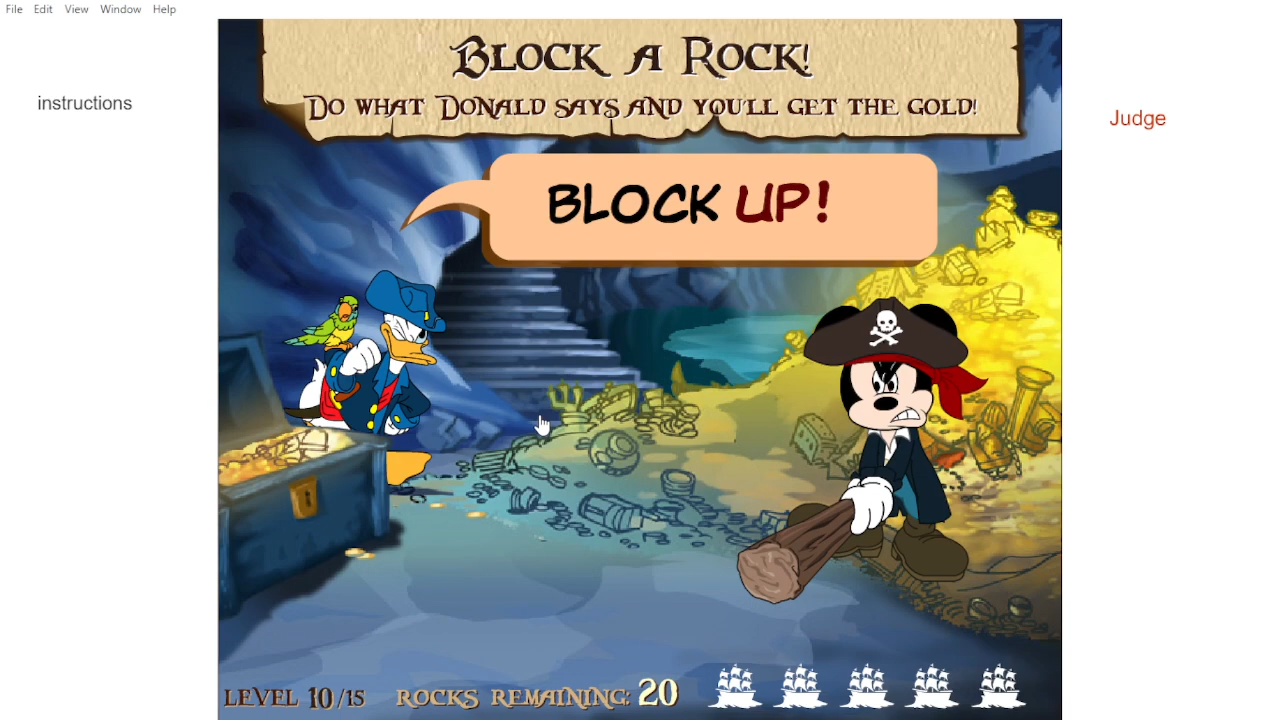 File Edit View Window Help
instructions
BLOCK A ROCK!
DO WHAT DONALD SAYS AND YOU'LL GET THE GOLD!
Judge
BLOCK UP!
LEVEL 10/15 ROCKS REMAINING: 20